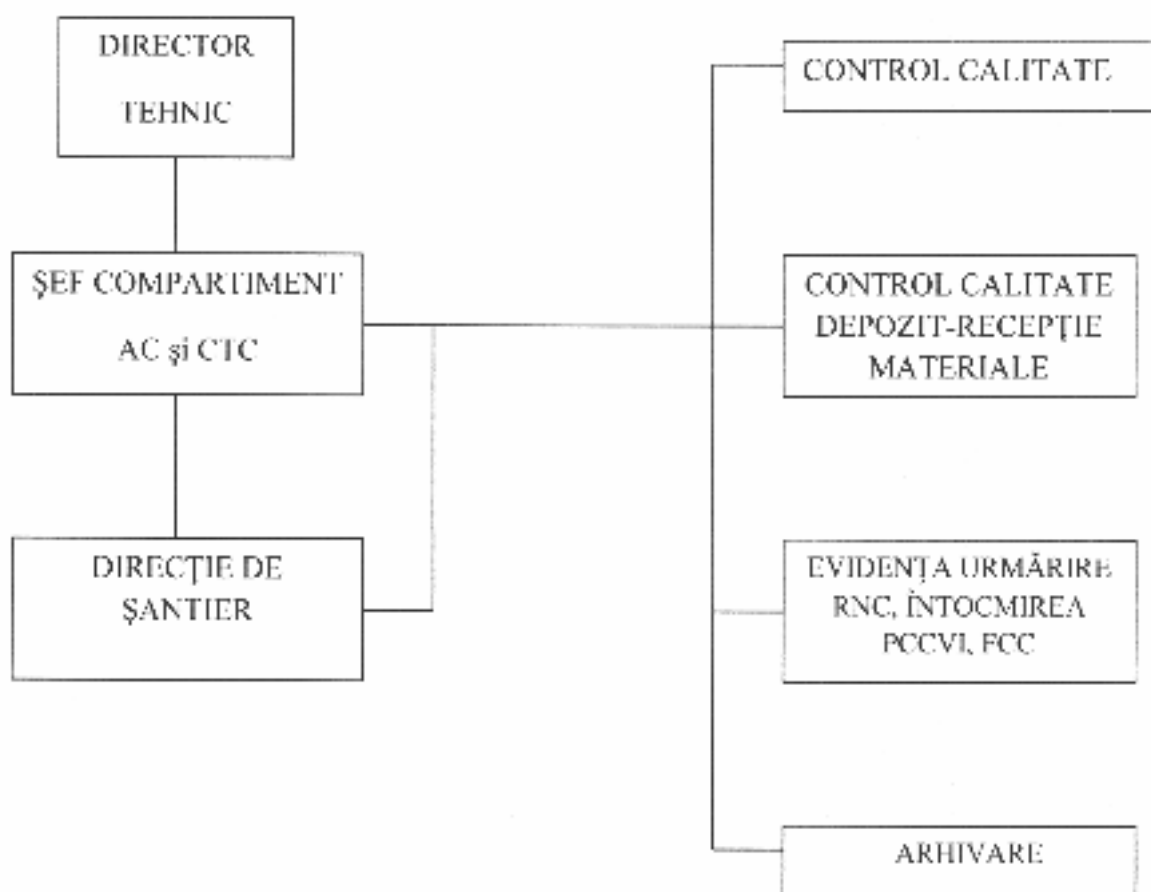 DIRECTOR
TEHNIC
ŞEF COMPARTIMENT
AC şi CTC
DIRECŢIE DE
ŞANTIER
CONTROL CALITATE
CONTROL CALITATE
DEPOZIT-RECEPŢIE
MATERIALE
EVIDENŢA URMĂRIRE
RNC, ÎNTOCMIREA
PCCVI, FCC
ARHIVARE